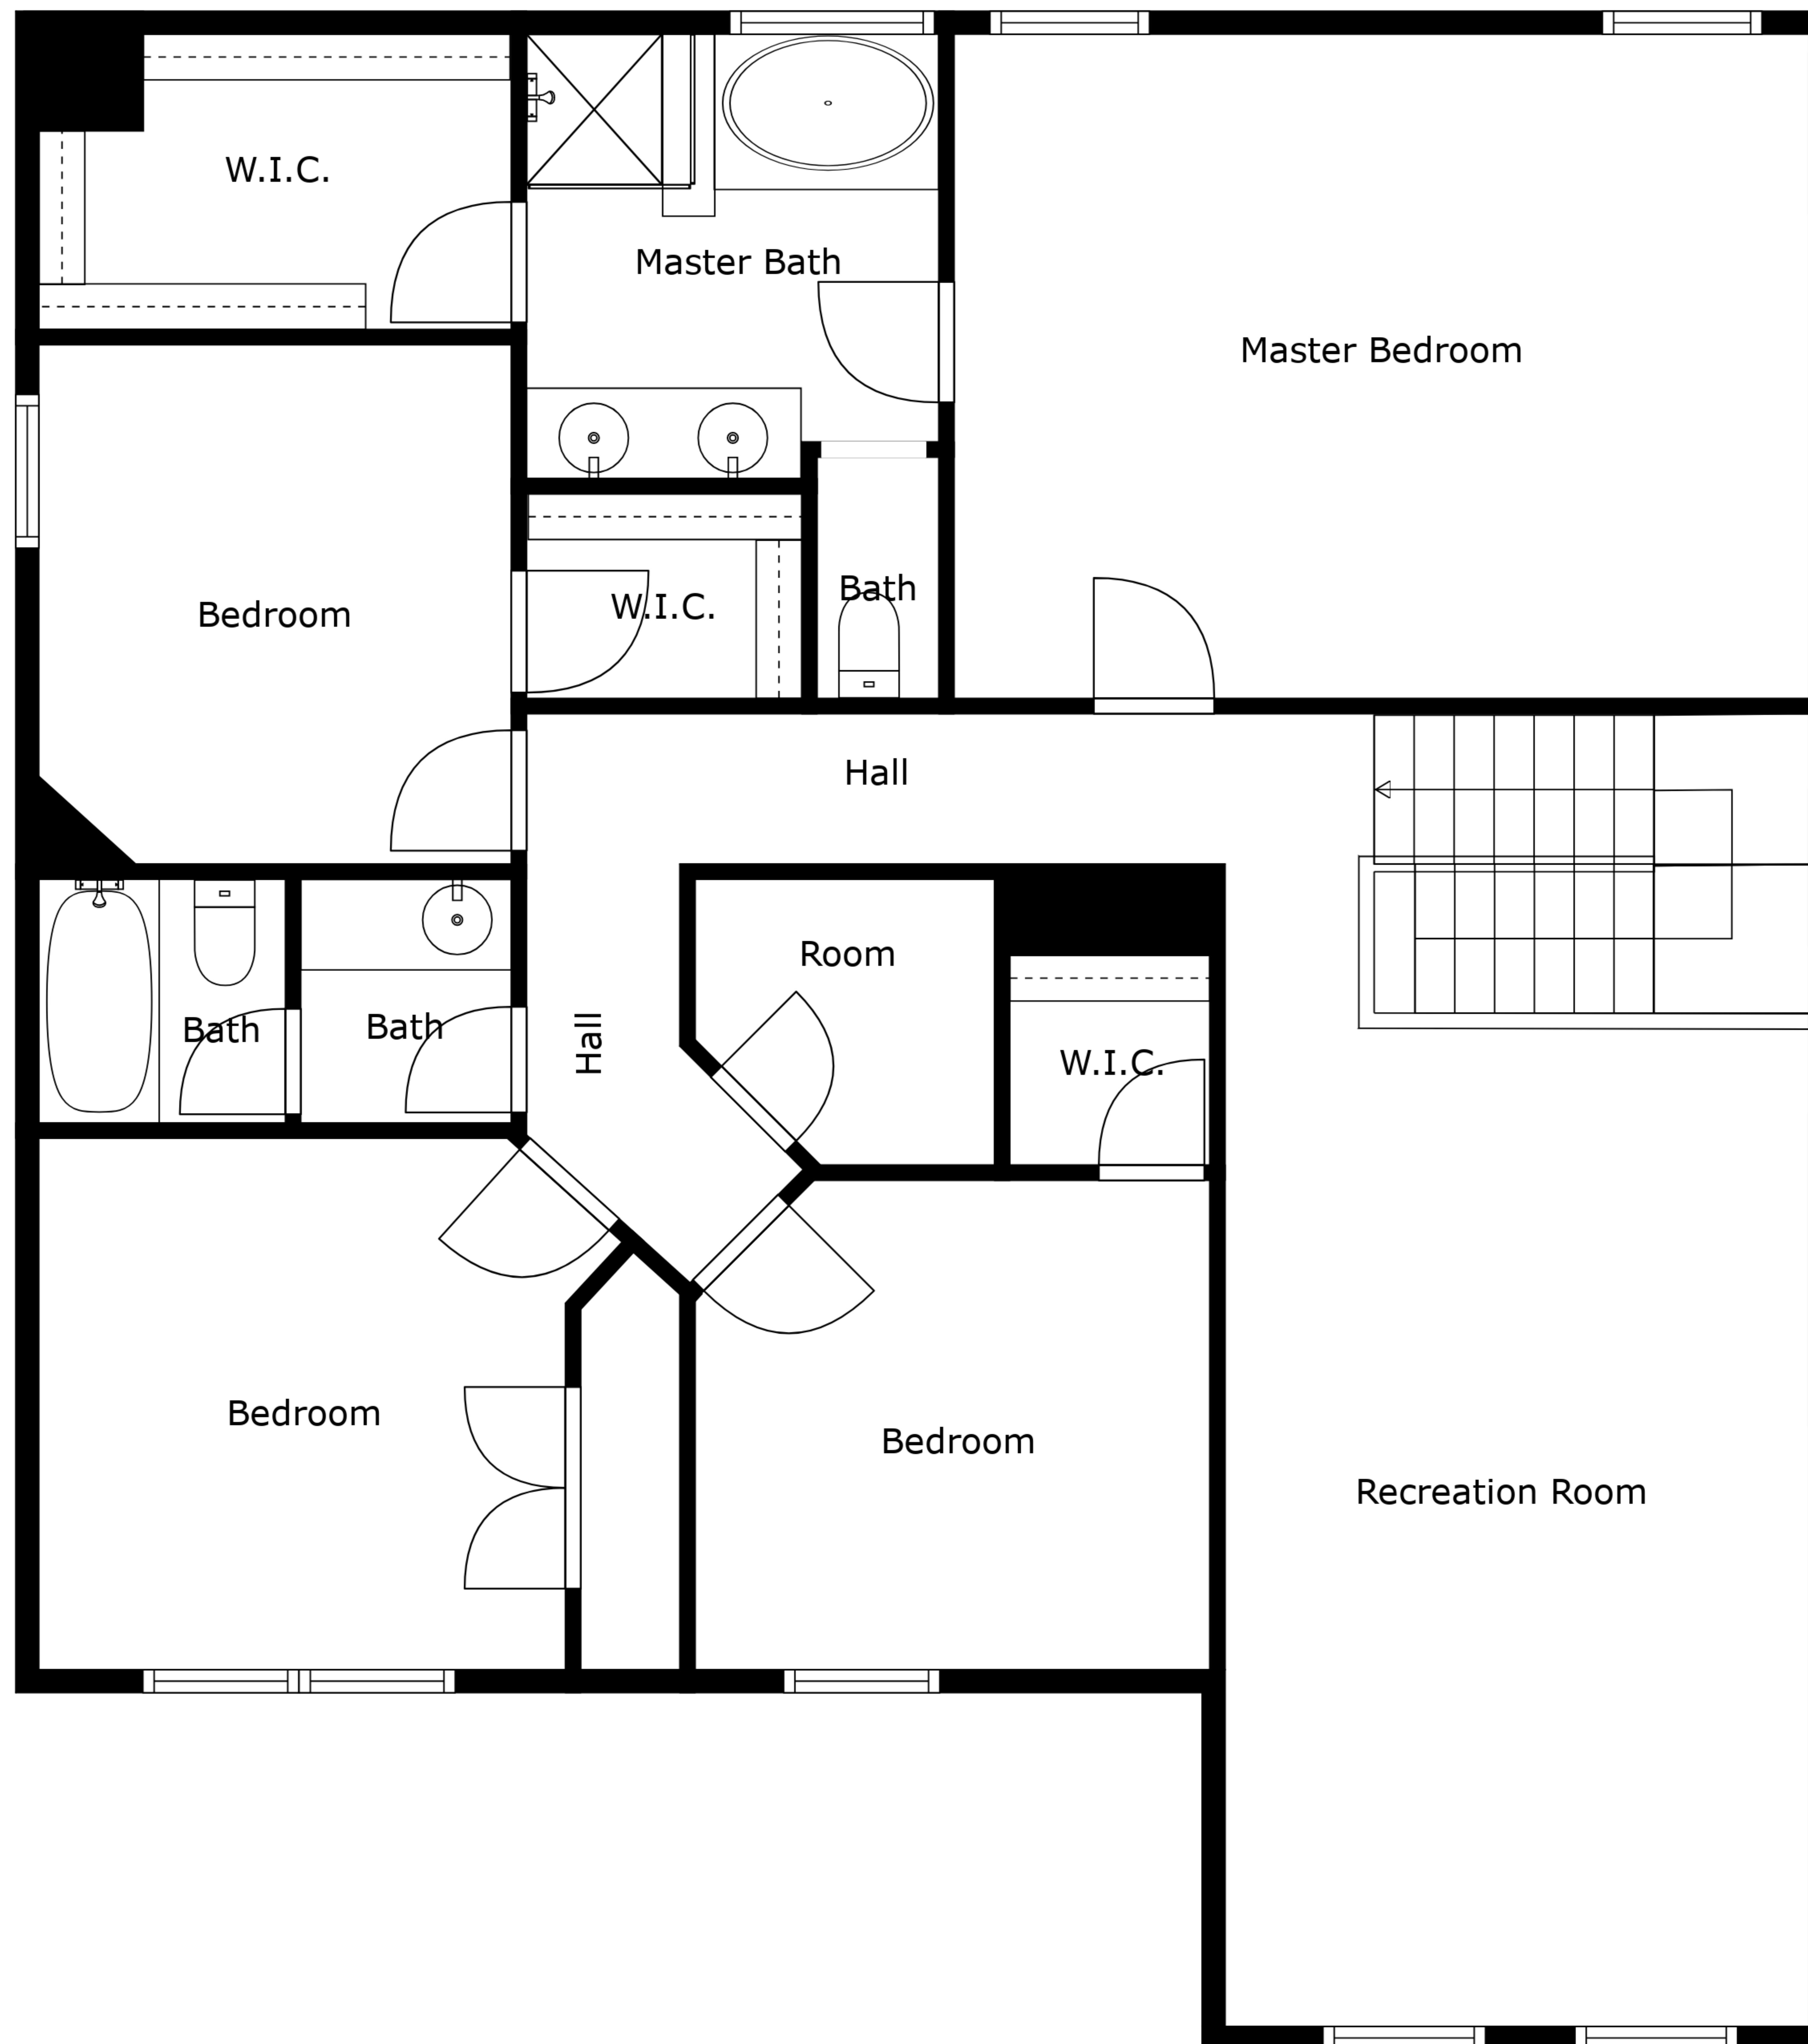 W.I.C.
Master Bath
Master Bedroom
Bedroom
W.I.C.
Bath
Hall
Room
Bath
Bath
Hall
W.I.C.
Bedroom
Bedroom
Recreation Room